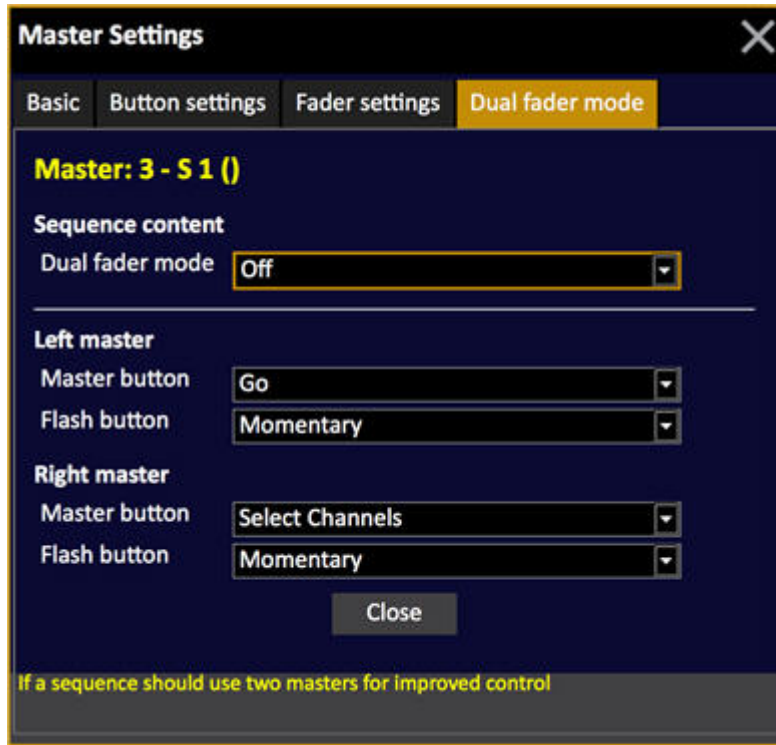 Master Settings
Basic Button settings Fader settings Dual fader mode
Master: 3 - S 1 ()
Sequence content
Dual fader mode Off
Left master
Master button Go
Flash button Momentary
Right master
Master button Select Channels
Flash button Momentary
Close
If a sequence should use two masters for improved control